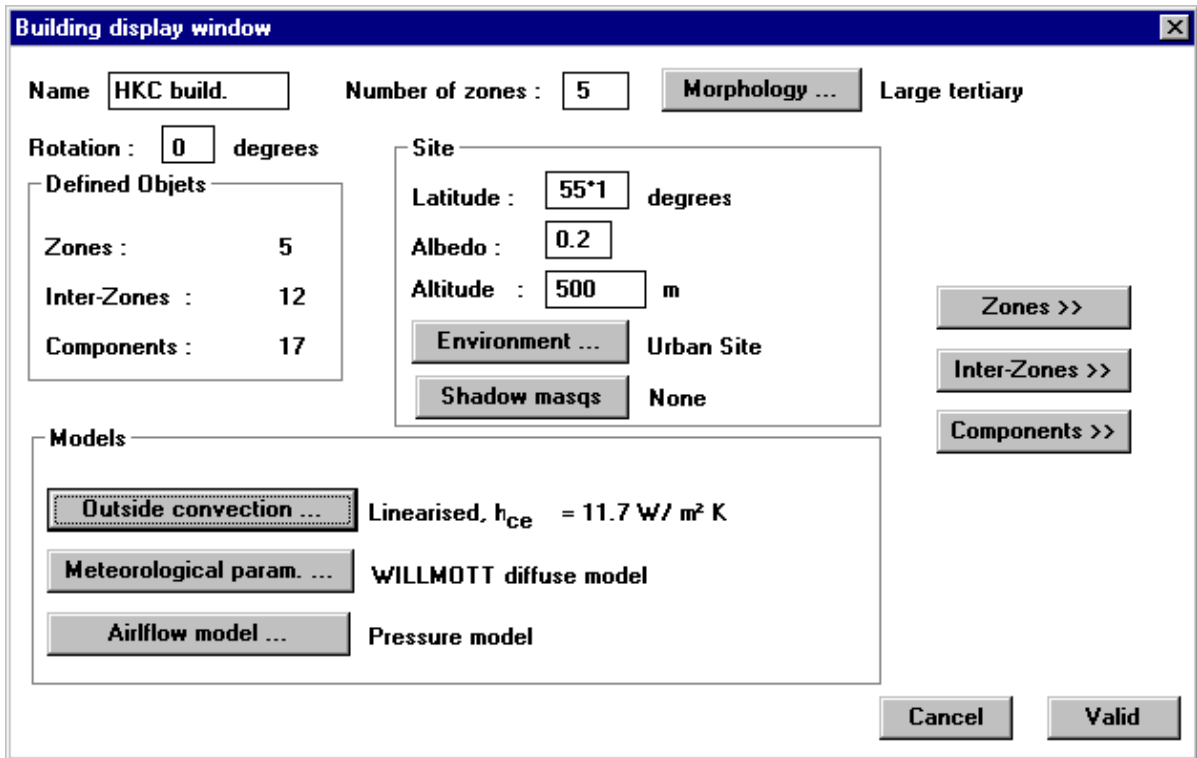 Building display window
Name HKC build. Number of zones : 5 Morphology ... Large tertiary
Rotation : 0 degrees
Defined Objets
Zones : 5
Inter-Zones : 12
Components : 17
Site
Latitude : 55*1 degrees
Albedo : 0.2
Altitude : 500 m
Environment ... Urban Site
Shadow masqs None
Zones >>
Inter-Zones >>
Components >>
Models
Outside convection ... Linearised, hce = 11.7 W/ m² K
Meteorological param. ... WILLMOTT diffuse model
Airlflow model ... Pressure model
Cancel Valid